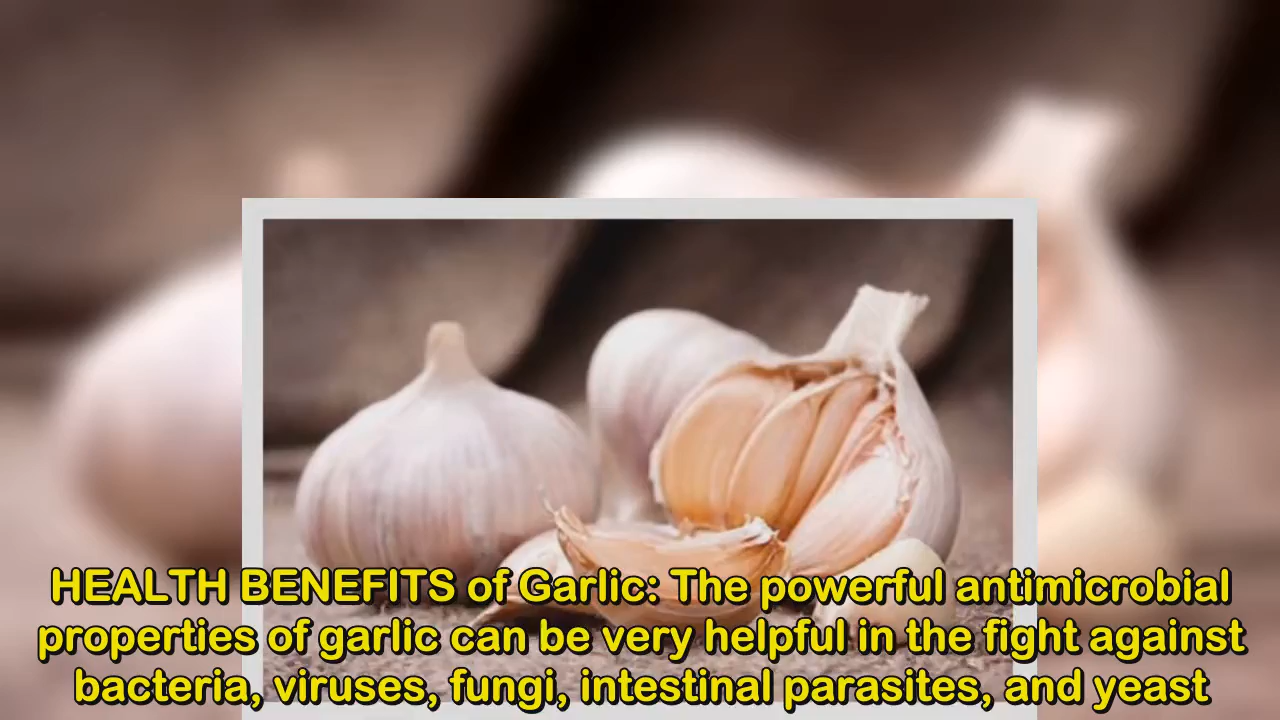 HEALTH BENEFITS of Garlic: The powerful antimicrobial
properties of garlic can be very helpful in the fight against
bacteria, viruses, fungi, intestinal parasites, and yeast